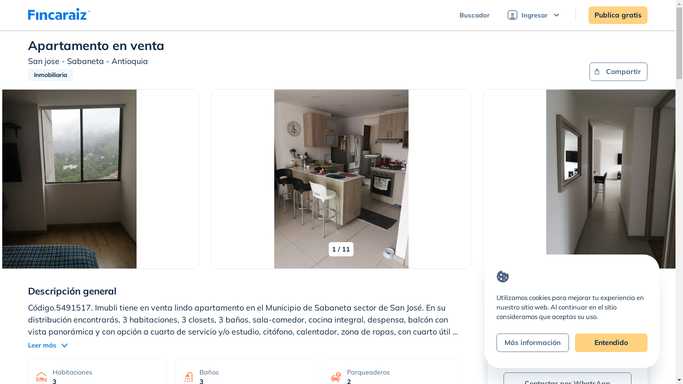 Fincaraiz
Buscador
Ingresar
Publica gratis
Apartamento en venta
San jose - Sabaneta - Antioquia
Inmobiliaria
Compartir
1 / 11
Descripción general
Código.5491517. Imubli tiene en venta lindo apartamento en el Municipio de Sabaneta sector de San José. En su
distribución encontrarás, 3 habitaciones, 3 closets, 3 baños, sala-comedor, cocina integral, despensa, balcón con
vista panorámica y con opción a cuarto de servicio y/o estudio, citófono, calentador, zona de ropas, con cuarto útil ...
Leer más
Habitaciones
3
Baños
3
Parqueaderos
2
Utilizamos cookies para mejorar tu experiencia en
nuestro sitio web. Al continuar en el sitio
consideramos que aceptas su uso.
Más información
Entendido
Contactar por WhatsApp